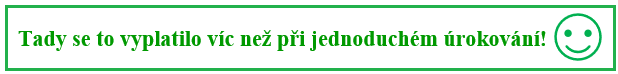 Tady se to vyplatilo víc než při jednoduchém úrokování!